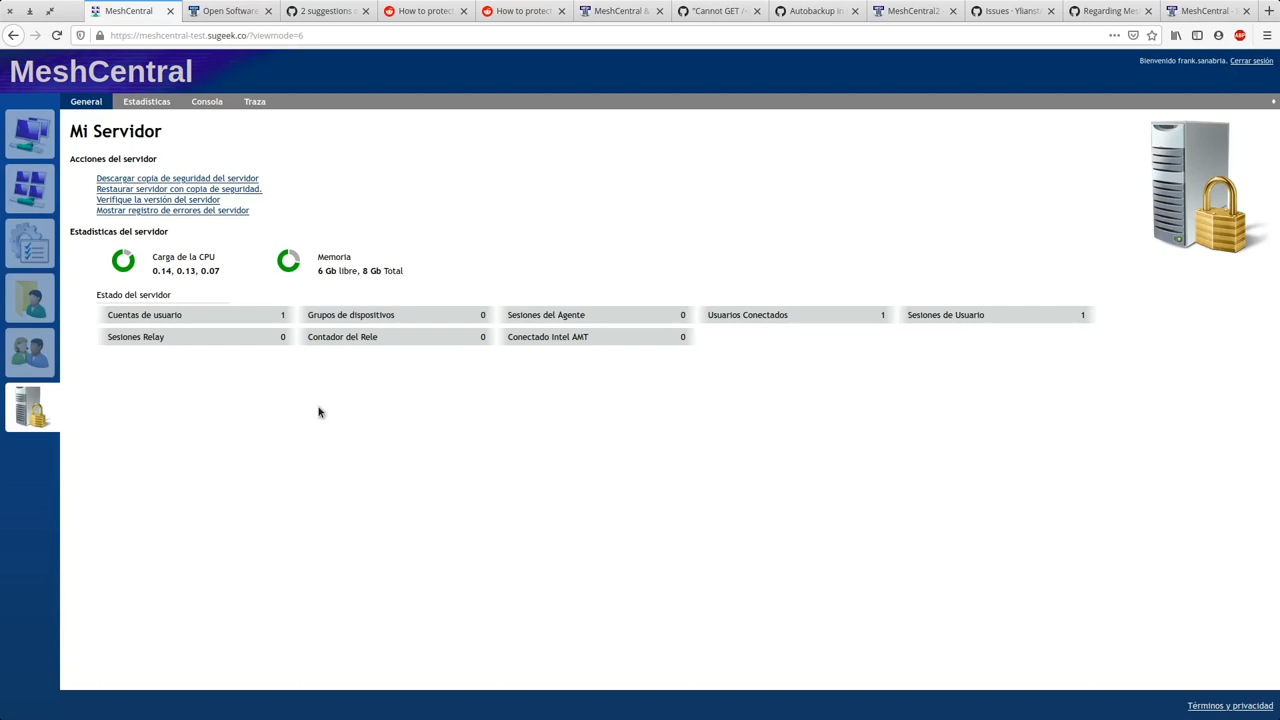 MeshCentral
Open Software
2 suggestions
How to protect
How to protect
MeshCentral &
"Cannot GET /
Autobackup in
MeshCentral2
Issues · Ylianst
Regarding Mes
MeshCentral -
https://meshcentral-test.sugeek.co/?viewmode=6
ABP
MeshCentral
Bienvenido frank.sanabria. Cerrar sesión
General Estadísticas Consola Traza
Mi Servidor
Acciones del servidor
Descargar copia de seguridad del servidor
Restaurar servidor con copia de seguridad.
Verifique la versión del servidor
Mostrar registro de errores del servidor
Estadísticas del servidor
Carga de la CPU
0.14, 0.13, 0.07
Memoria
6 Gb libre, 8 Gb Total
Estado del servidor
Cuentas de usuario 1 Grupos de dispositivos 0 Sesiones del Agente 0 Usuarios Conectados 1 Sesiones de Usuario 1
Sesiones Relay 0 Contador del Rele 0 Conectado Intel AMT 0
Términos y privacidad